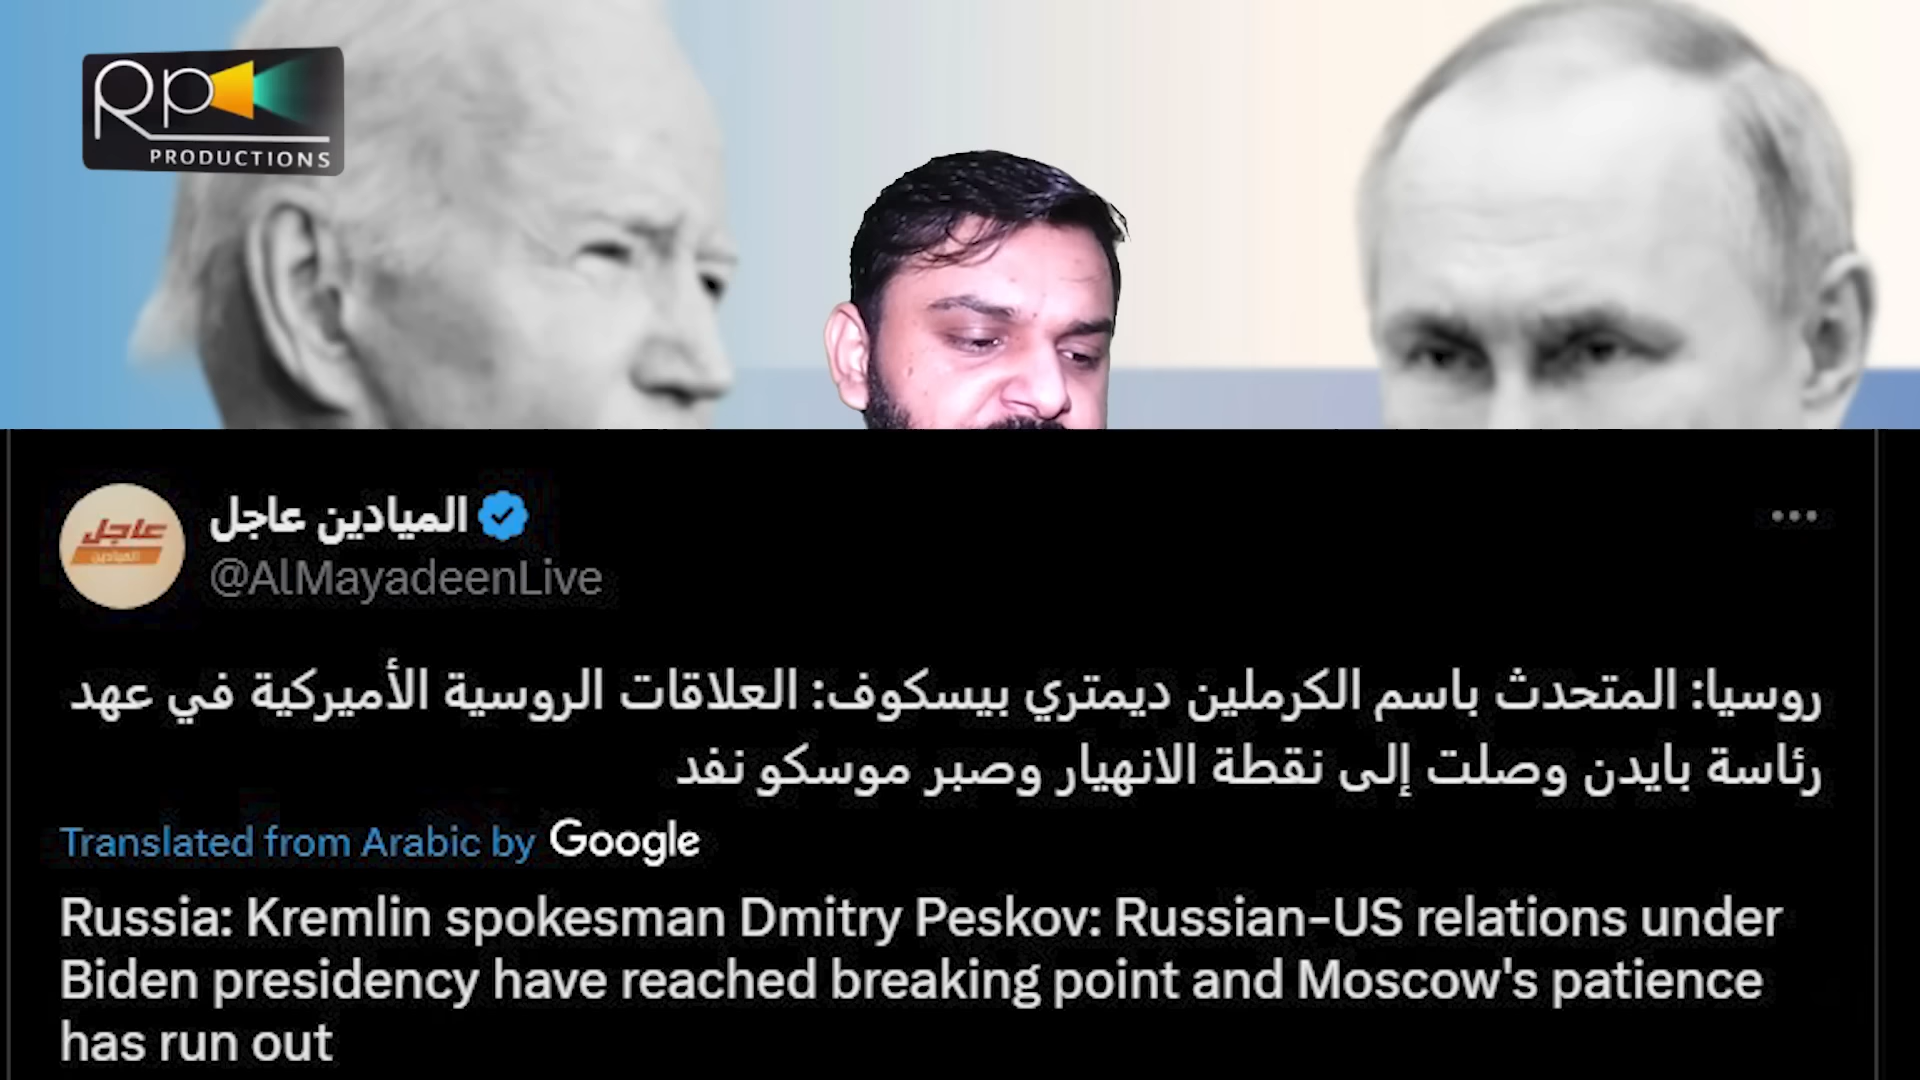 Rp
PRODUCTIONS
الميادين عاجل
@AlMayadeenLive
عاجل
الميادين
روسيا: المتحدث باسم الكرملين ديمتري بيسكوف: العلاقات الروسية الأميركية في عهد
رئاسة بايدن وصلت إلى نقطة الانهيار وصبر موسكو نفد
Translated from Arabic by Google
Russia: Kremlin spokesman Dmitry Peskov: Russian-US relations under
Biden presidency have reached breaking point and Moscow's patience
has run out